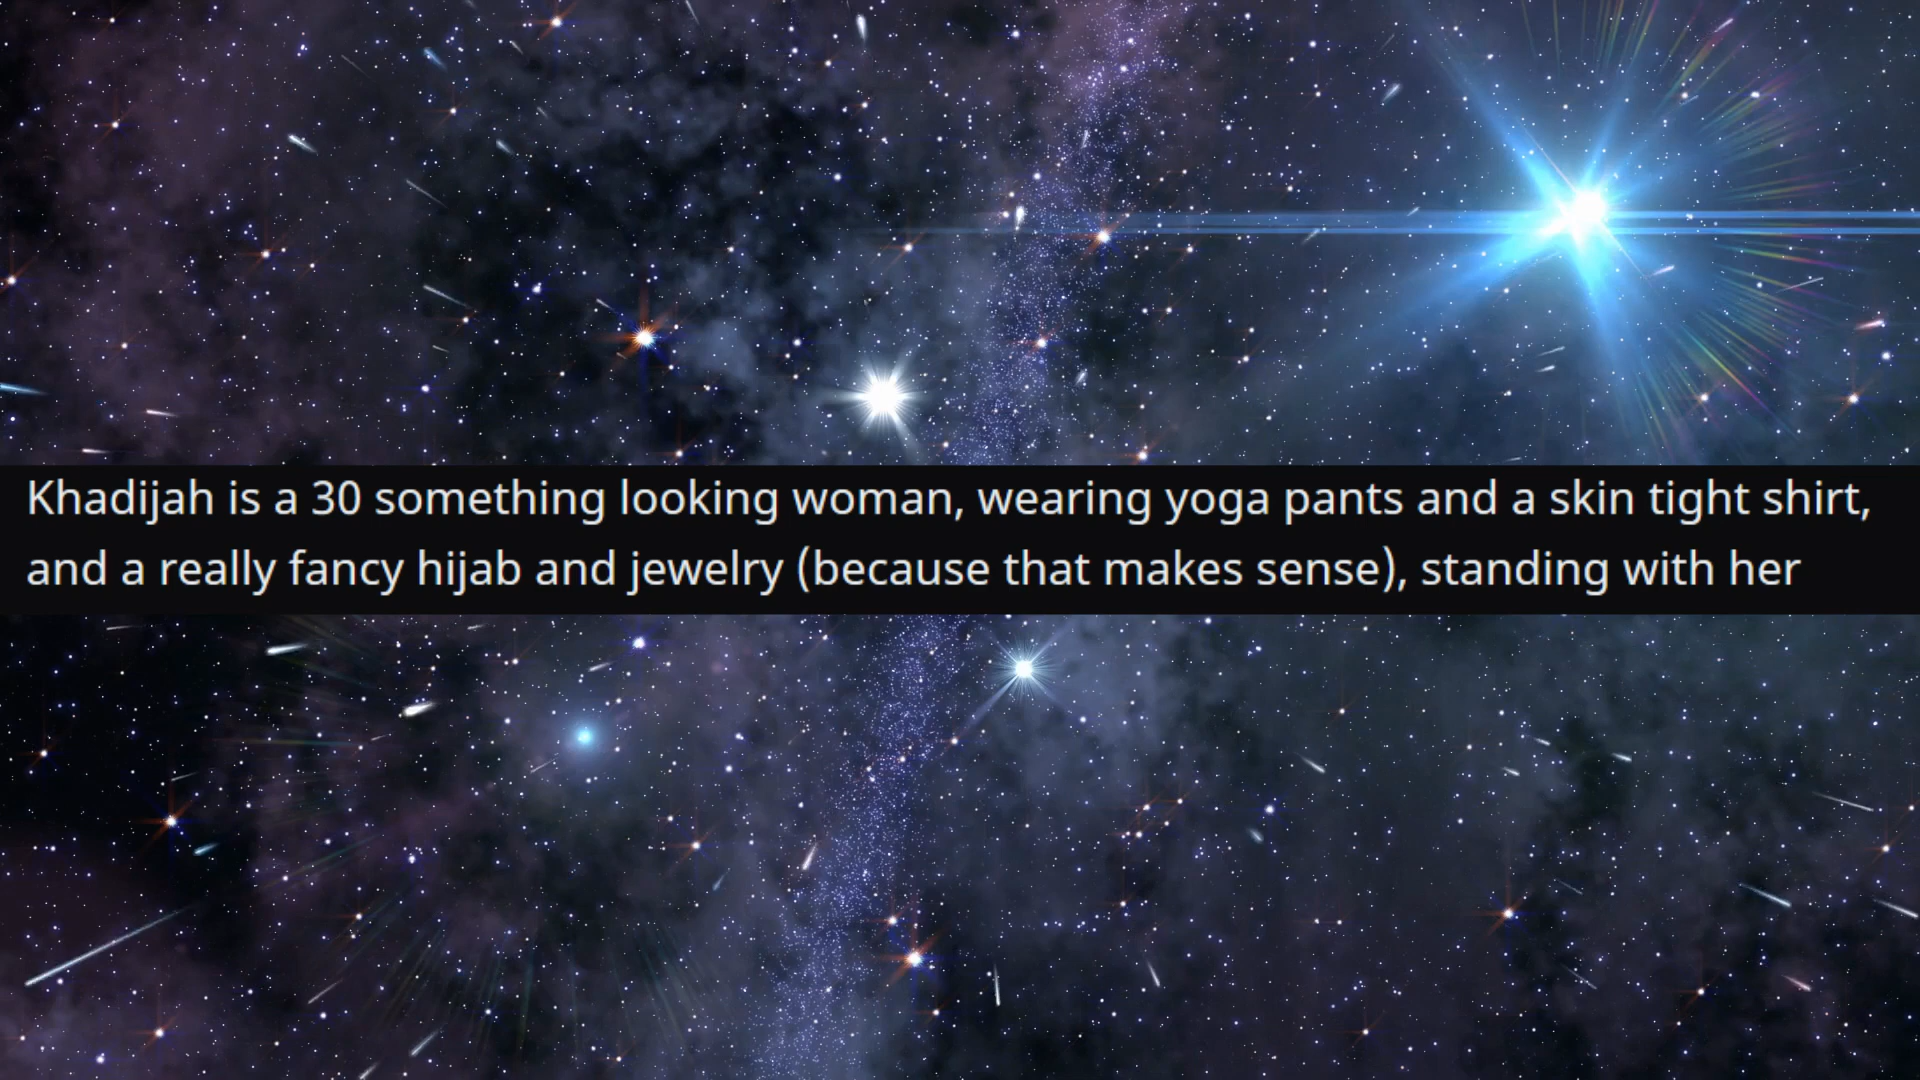 Khadijah is a 30 something looking woman, wearing yoga pants and a skin tight shirt,
and a really fancy hijab and jewelry (because that makes sense), standing with her